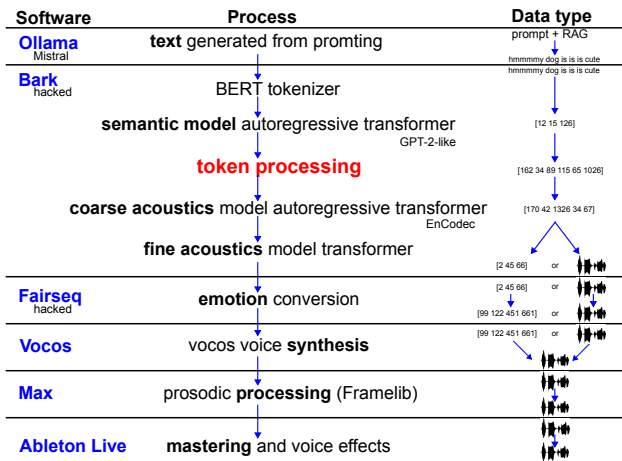 Software Process Data type
Ollama text generated from promting prompt + RAG
Mistral
hmmmmy dog is is is cute
Bark hmmmmy dog is is is cute
hacked
BERT tokenizer
semantic model autoregressive transformer [12 15 126]
GPT-2-like
token processing [162 34 89 115 65 1026]
coarse acoustics model autoregressive transformer [170 42 1326 34 67]
EnCodec
fine acoustics model transformer
[2 45 66] or
[2 45 66] or
Fairseq emotion conversion
hacked
[99 122 451 661] or
[99 122 451 661] or
Vocos vocos voice synthesis
Max prosodic processing (Framelib)
Ableton Live mastering and voice effects